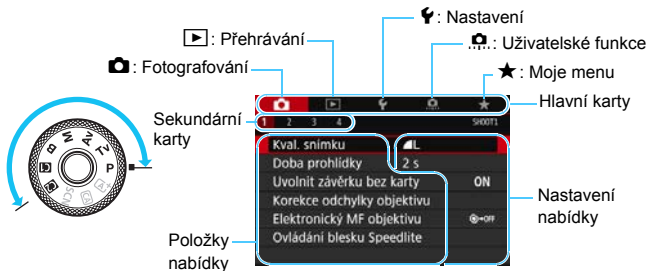 : Nastavení
: Přehrávání
: Uživatelské funkce
: Fotografování
: Moje menu
Hlavní karty
Sekundární karty
1 2 3 4 SHOOT1
Kval. snímku L
Doba prohlídky 2 s
Uvolnit závěrku bez karty ON
Korekce odchylky objektivu
Elektronický MF objektivu OFF
Ovládání blesku Speedlite
Nastavení nabídky
Položky nabídky
B M Av Tv P A+ SCN